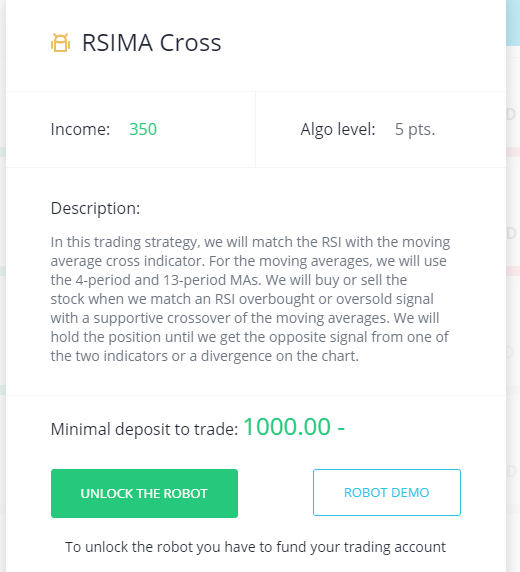 RSIMA Cross
Income: 350
Algo level: 5 pts.
Description:
In this trading strategy, we will match the RSI with the moving
average cross indicator. For the moving averages, we will use
the 4-period and 13-period MAs. We will buy or sell the
stock when we match an RSI overbought or oversold signal
with a supportive crossover of the moving averages. We will
hold the position until we get the opposite signal from one of
the two indicators or a divergence on the chart.
Minimal deposit to trade: 1000.00 -
UNLOCK THE ROBOT
ROBOT DEMO
To unlock the robot you have to fund your trading account